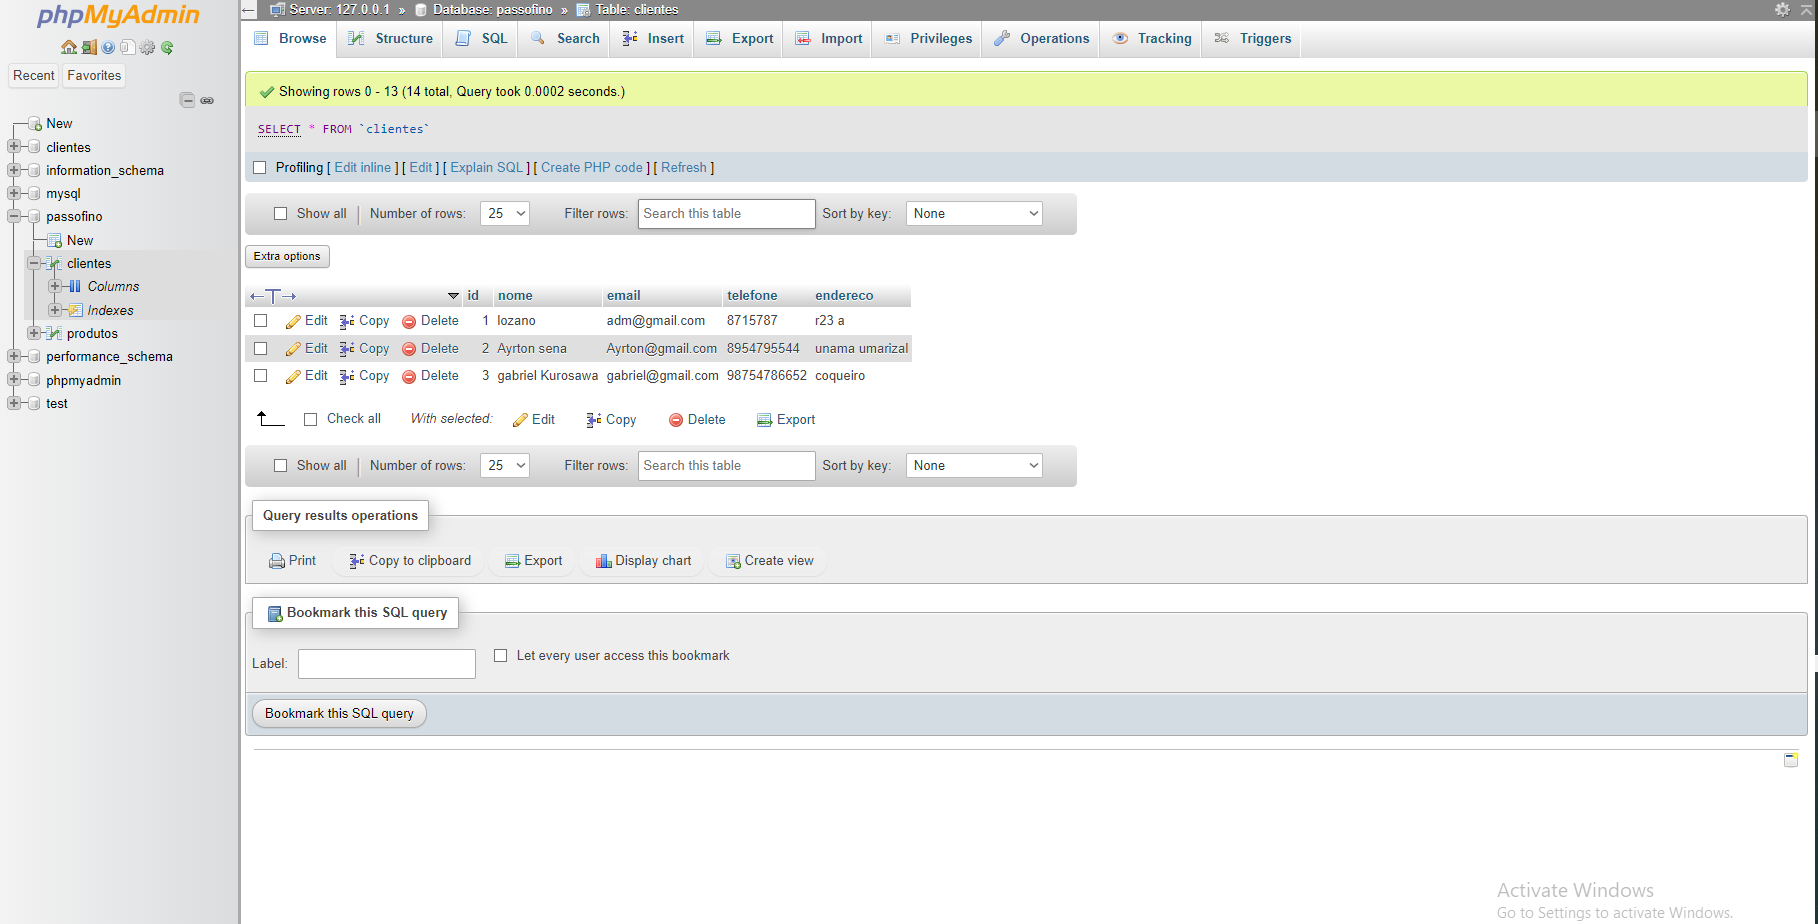 phpMyAdmin
Recent Favorites
New
clientes
information_schema
mysql
passofino
New
clientes
Columns
Indexes
produtos
performance_schema
phpmyadmin
test
Server: 127.0.0.1 » Database: passofino » Table: clientes
Browse Structure SQL Search Insert Export Import Privileges Operations Tracking Triggers
Showing rows 0 - 13 (14 total, Query took 0.0002 seconds.)
SELECT * FROM `clientes`
Profiling [ Edit inline ] [ Edit ] [ Explain SQL ] [ Create PHP code ] [ Refresh ]
Show all | Number of rows: 25 Filter rows: Search this table Sort by key: None
Extra options
←T→ id nome email telefone endereco
Edit Copy Delete 1 lozano adm@gmail.com 8715787 r23 a
Edit Copy Delete 2 Ayrton sena Ayrton@gmail.com 8954795544 unama umarizal
Edit Copy Delete 3 gabriel Kurosawa gabriel@gmail.com 98754786652 coqueiro
Check all With selected: Edit Copy Delete Export
Show all | Number of rows: 25 Filter rows: Search this table Sort by key: None
Query results operations
Print Copy to clipboard Export Display chart Create view
Bookmark this SQL query
Label: Let every user access this bookmark
Bookmark this SQL query
Activate Windows
Go to Settings to activate Windows.